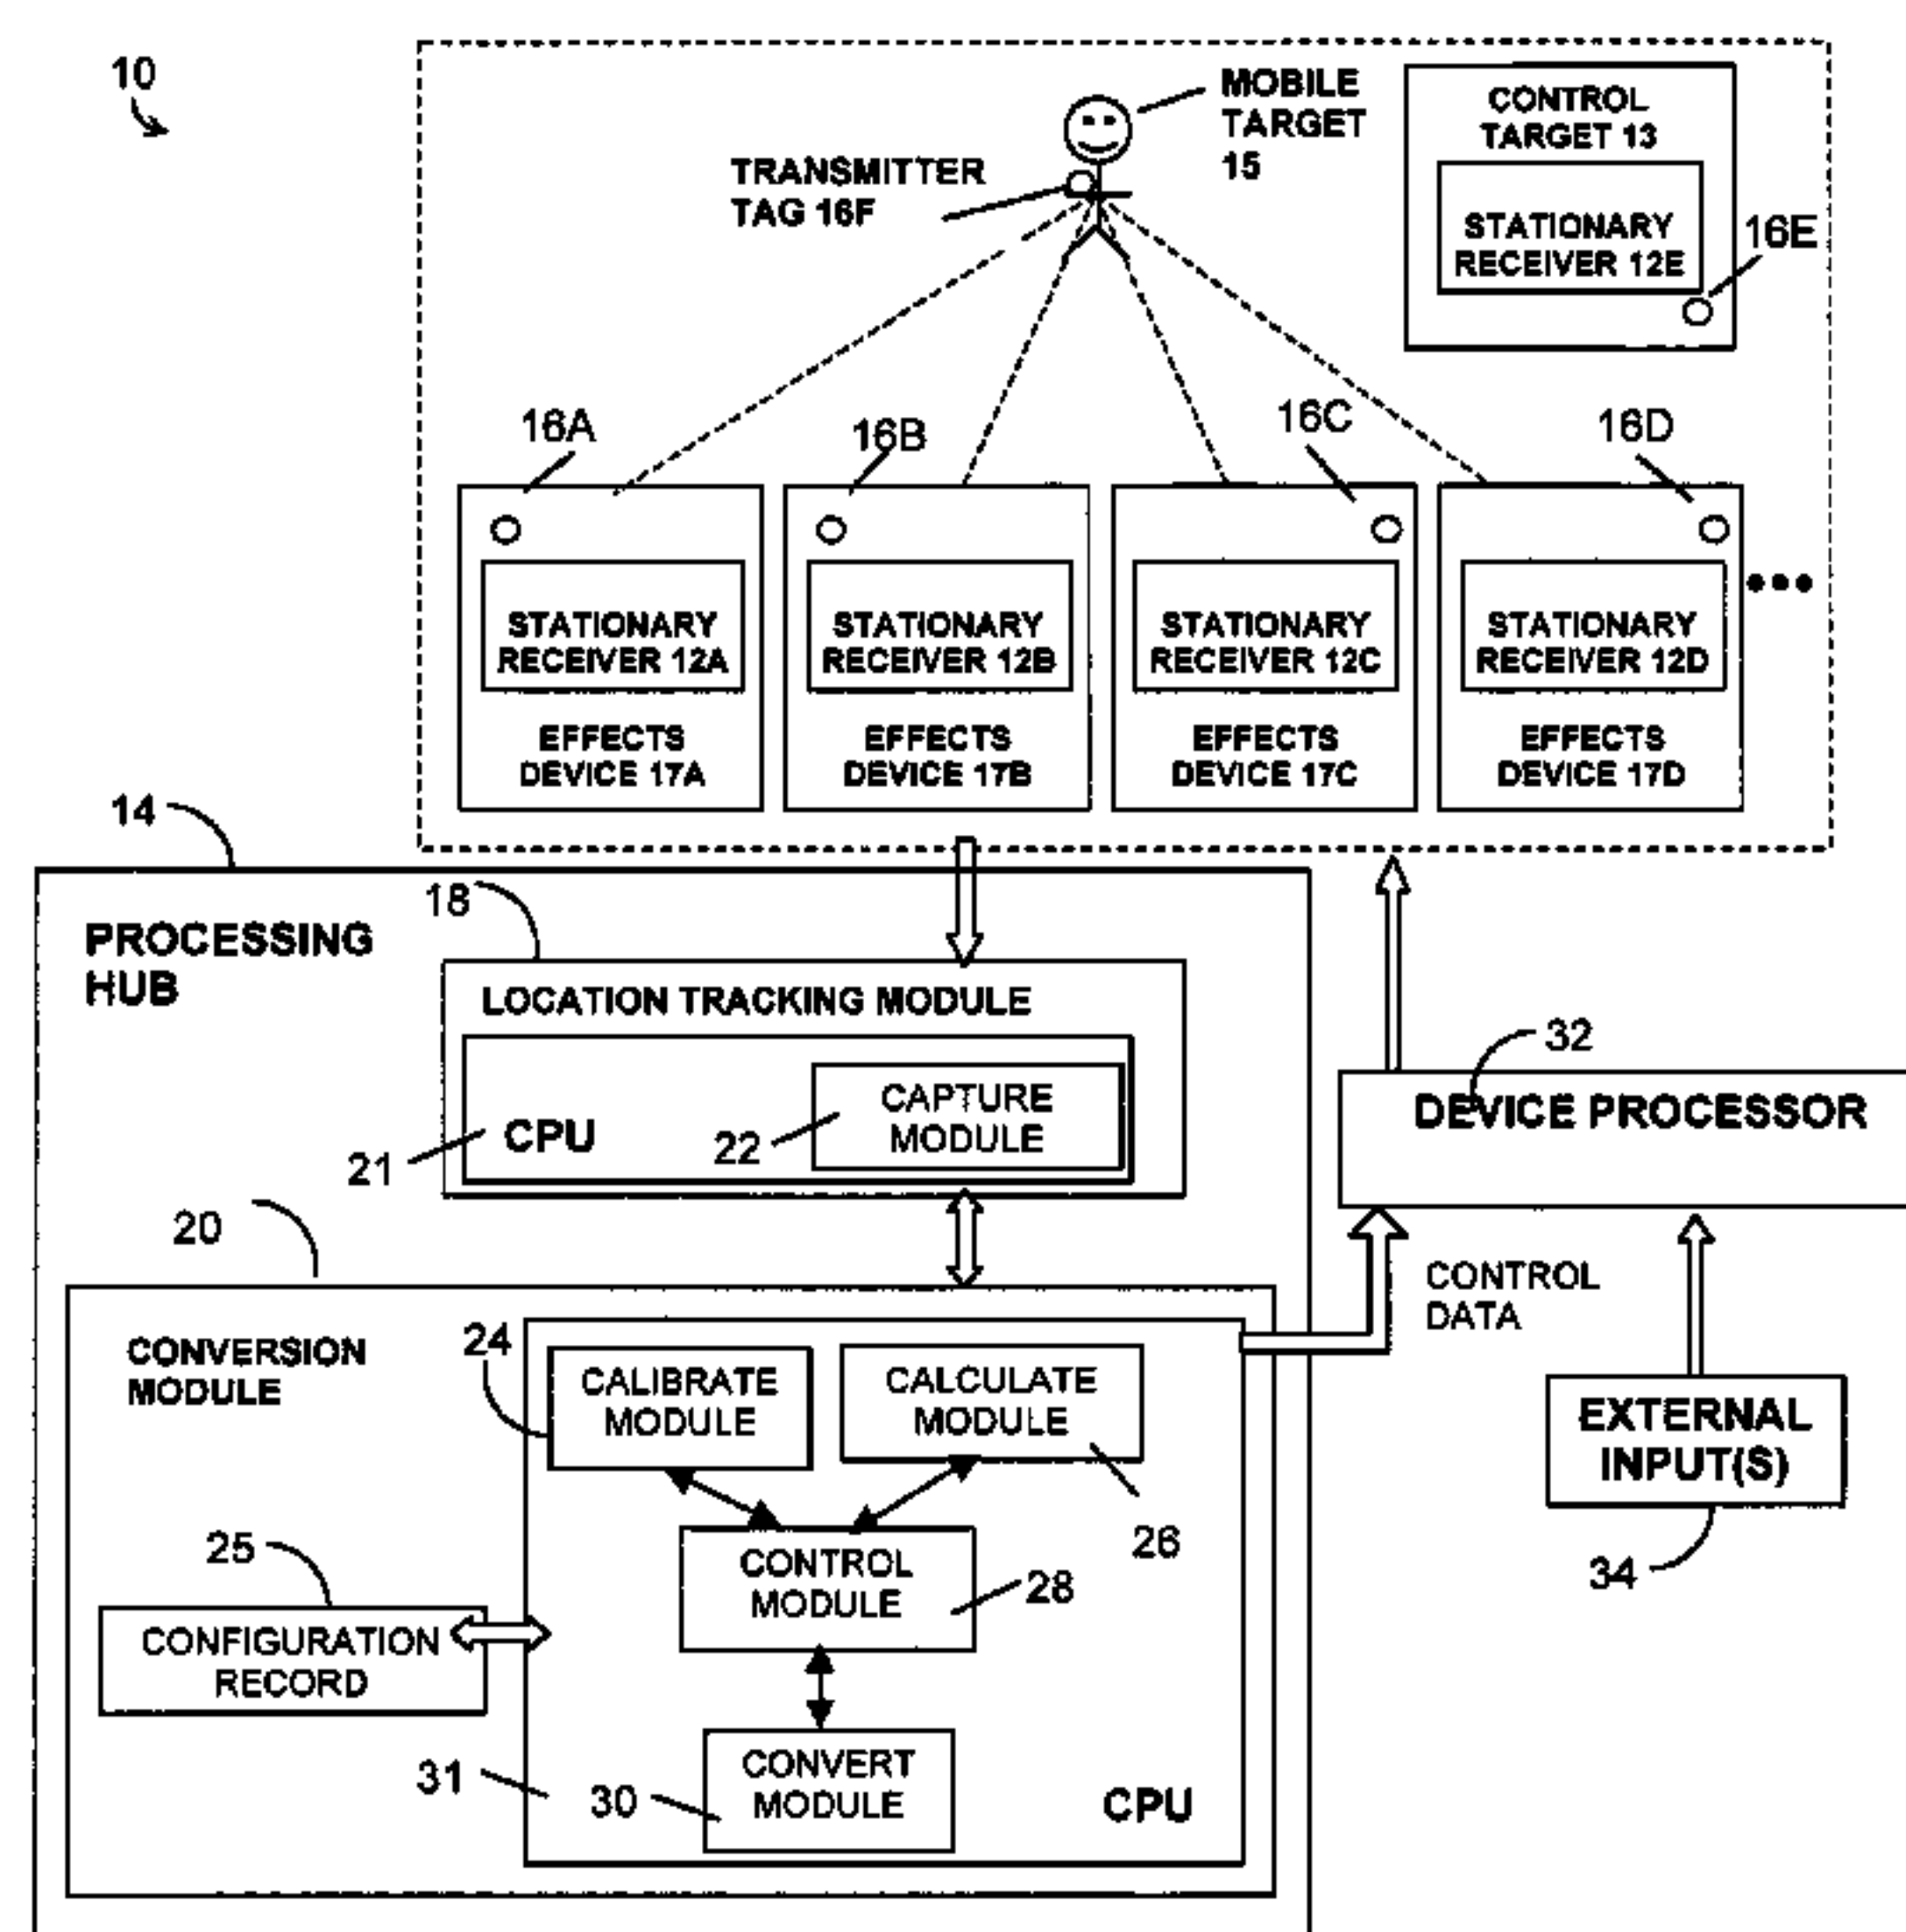 10
MOBILE
TARGET
15
TRANSMITTER
TAG 16F
CONTROL
TARGET 13
STATIONARY
RECEIVER 12E
16E
16A
16B
16C
16D
STATIONARY
RECEIVER 12A
EFFECTS
DEVICE 17A
STATIONARY
RECEIVER 12B
EFFECTS
DEVICE 17B
STATIONARY
RECEIVER 12C
EFFECTS
DEVICE 17C
STATIONARY
RECEIVER 12D
EFFECTS
DEVICE 17D
14
PROCESSING
HUB
18
LOCATION TRACKING MODULE
CPU
21
22
CAPTURE
MODULE
32
DEVICE PROCESSOR
20
CONVERSION
MODULE
24
CALIBRATE
MODULE
CALCULATE
MODULE
26
CONTROL
DATA
EXTERNAL
INPUT(S)
34
25
CONFIGURATION
RECORD
CONTROL
MODULE
28
31
30
CONVERT
MODULE
CPU